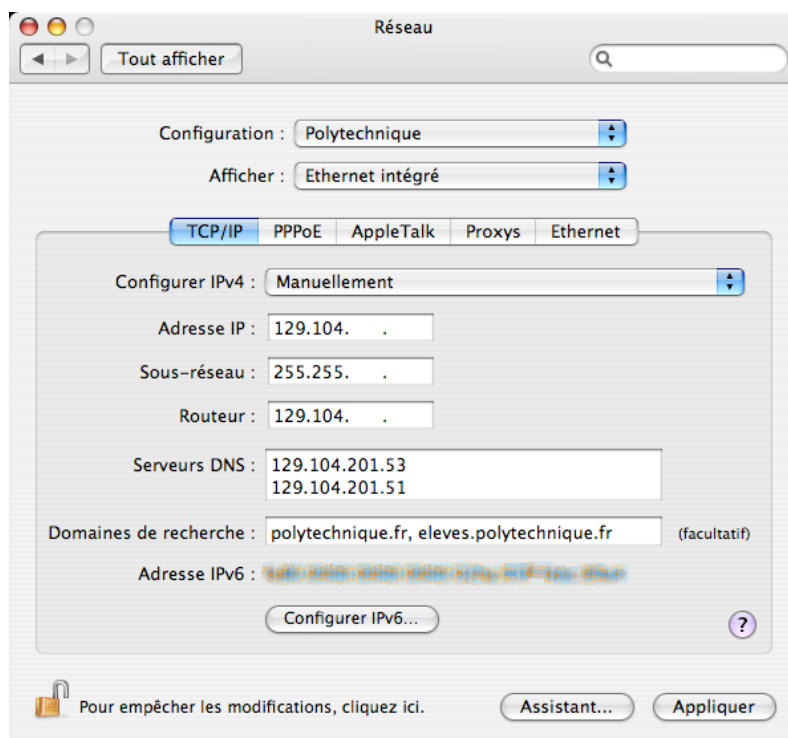 Réseau
Tout afficher
Configuration : Polytechnique
Afficher : Ethernet intégré
TCP/IP PPPoE AppleTalk Proxys Ethernet
Configurer IPv4 : Manuellement
Adresse IP : 129.104. .
Sous-réseau : 255.255. .
Routeur : 129.104. .
Serveurs DNS : 129.104.201.53
129.104.201.51
Domaines de recherche : polytechnique.fr, eleves.polytechnique.fr (facultatif)
Adresse IPv6 :
Configurer IPv6... ?
Pour empêcher les modifications, cliquez ici. Assistant... Appliquer